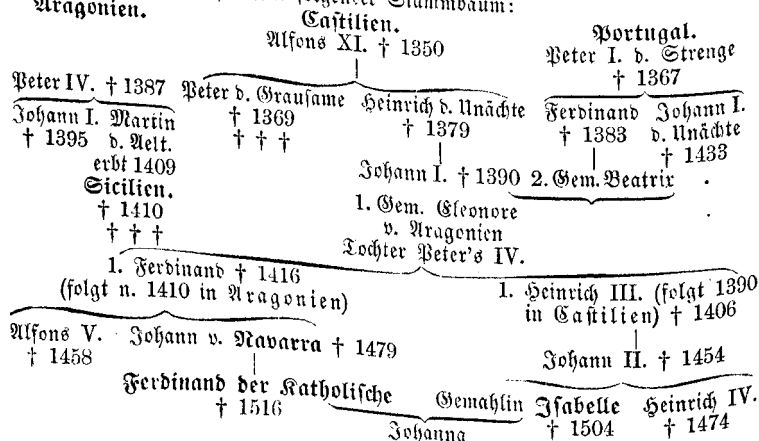 Aragonien.
folgender Stammbaum:
Castilien.
Alfons XI. † 1350
Portugal.
Peter I. d. Strenge
† 1367
Peter IV. † 1387
Peter d. Grausame
† 1369
† † †
Heinrich d. Unächte
† 1379
Johann I.
† 1395
Martin
d. Aelt.
erbt 1409
Sicilien.
† 1410
† † †
Ferdinand
† 1383
Johann I.
d. Unächte
† 1433
Johann I. † 1390
2. Gem. Beatrix
1. Gem. Eleonore
v. Aragonien
Tochter Peter's IV.
1. Ferdinand † 1416
(folgt n. 1410 in Aragonien)
1. Heinrich III. (folgt 1390
in Castilien) † 1406
Alfons V.
† 1458
Johann v. Navarra † 1479
Johann II. † 1454
Ferdinand der Katholische
† 1516
Gemahlin
Isabelle
† 1504
Heinrich IV.
† 1474
Johanna